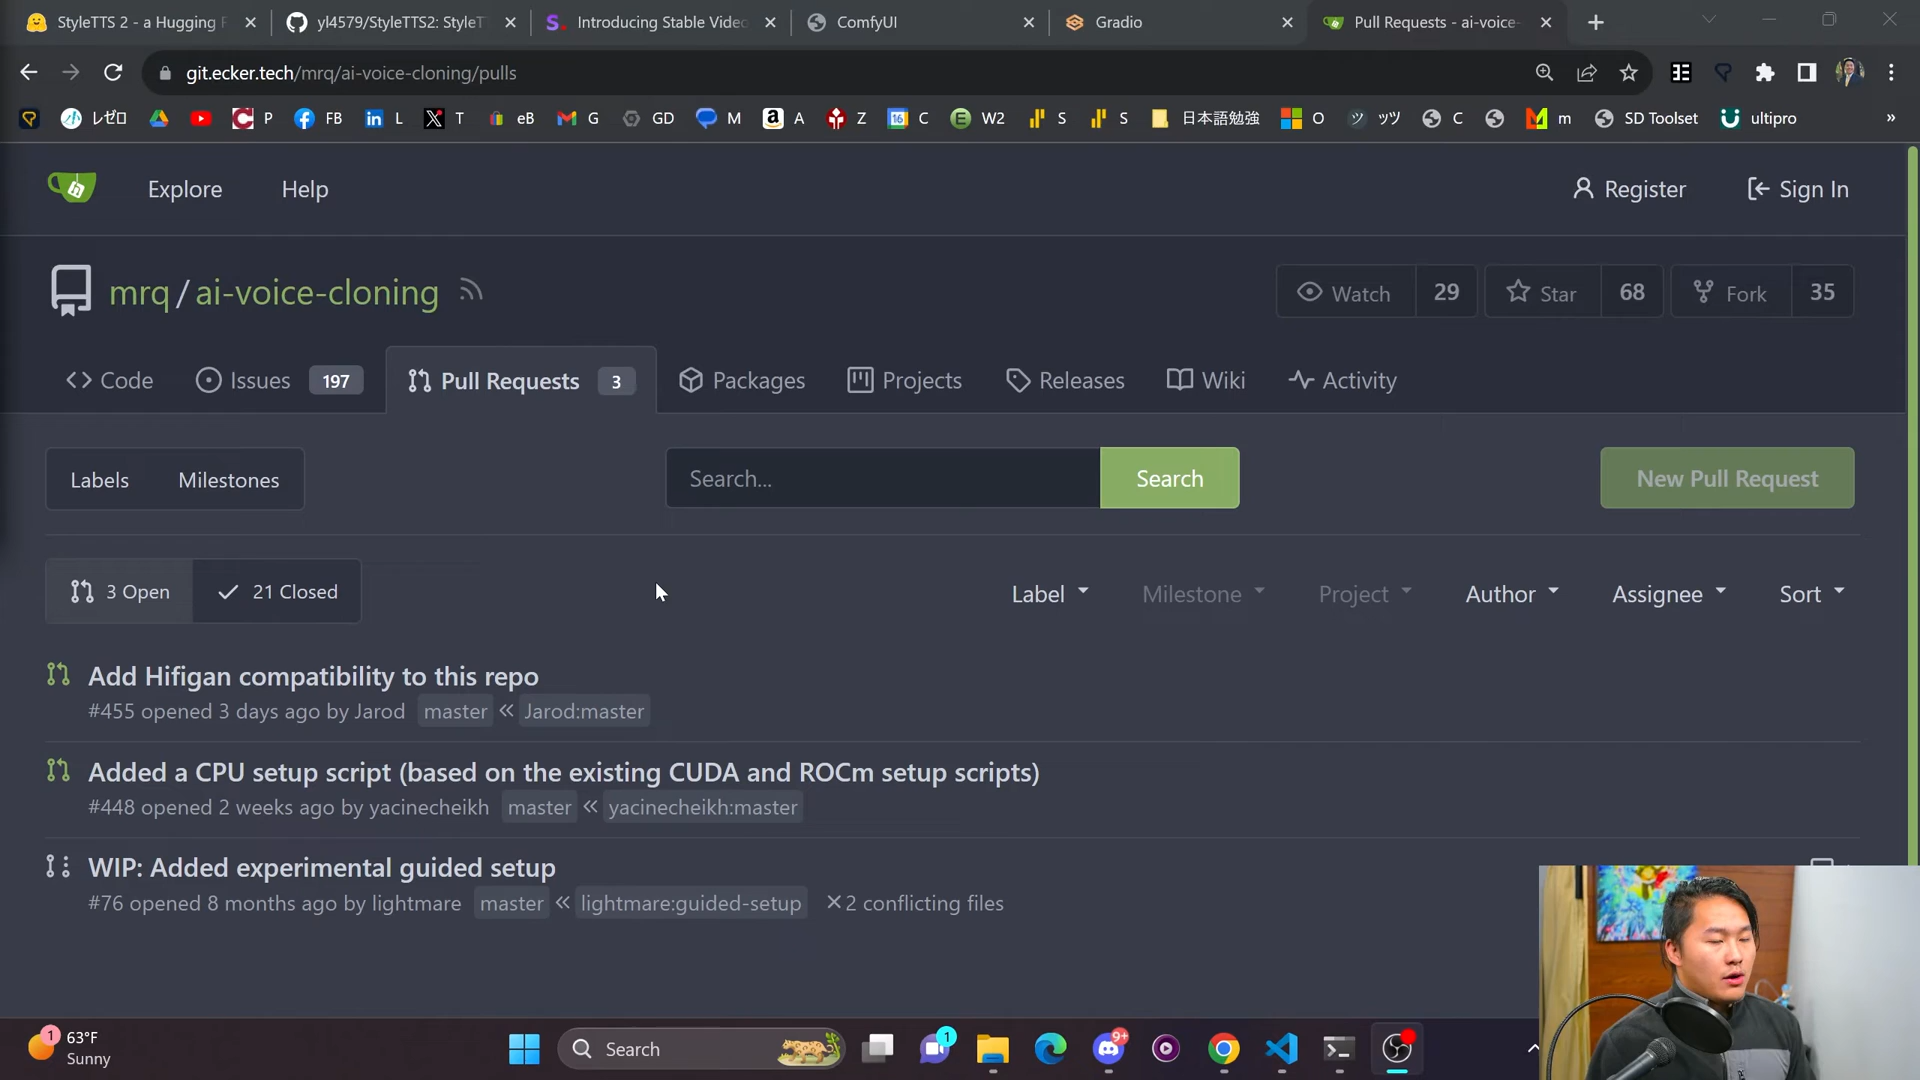 StyleTTS 2 - a Hugging F
yl4579/StyleTTS2: StyleT
Introducing Stable Video
ComfyUI
Gradio
Pull Requests - ai-voice-
git.ecker.tech/mrq/ai-voice-cloning/pulls
レゼロ P FB L T eB G GD M A Z 16 C W2 S S 日本語勉強 O ッツ C m SD Toolset ultipro »
Explore Help Register Sign In
mrq / ai-voice-cloning
Watch 29 Star 68 Fork 35
Code Issues 197 Pull Requests 3 Packages Projects Releases Wiki Activity
Labels Milestones Search... Search New Pull Request
3 Open 21 Closed Label Milestone Project Author Assignee Sort
Add Hifigan compatibility to this repo
#455 opened 3 days ago by Jarod master « Jarod:master
Added a CPU setup script (based on the existing CUDA and ROCm setup scripts)
#448 opened 2 weeks ago by yacinecheikh master « yacinecheikh:master
WIP: Added experimental guided setup
#76 opened 8 months ago by lightmare master « lightmare:guided-setup ×2 conflicting files
1 63°F
Sunny
Search
1
9+